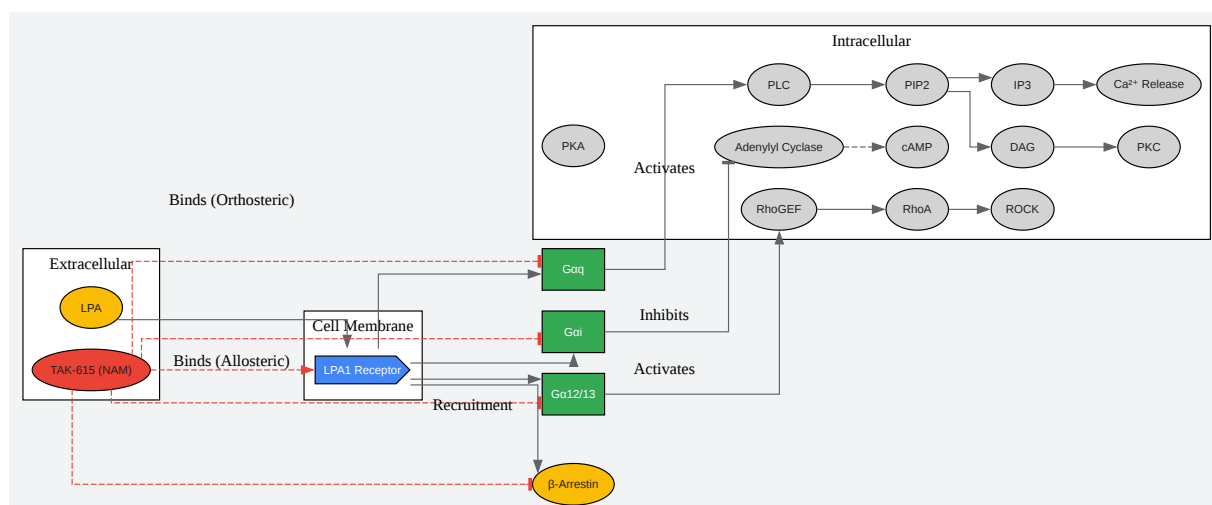 Intracellular
PLC
PIP2
IP3
Ca²⁺ Release
PKA
Adenylyl Cyclase
cAMP
DAG
PKC
Activates
Binds (Orthosteric)
RhoGEF
RhoA
ROCK
Extracellular
Gαq
LPA
Inhibits
Cell Membrane
Gαi
Binds (Allosteric)
TAK-615 (NAM)
LPA1 Receptor
Activates
Gα12/13
Recruitment
β-Arrestin